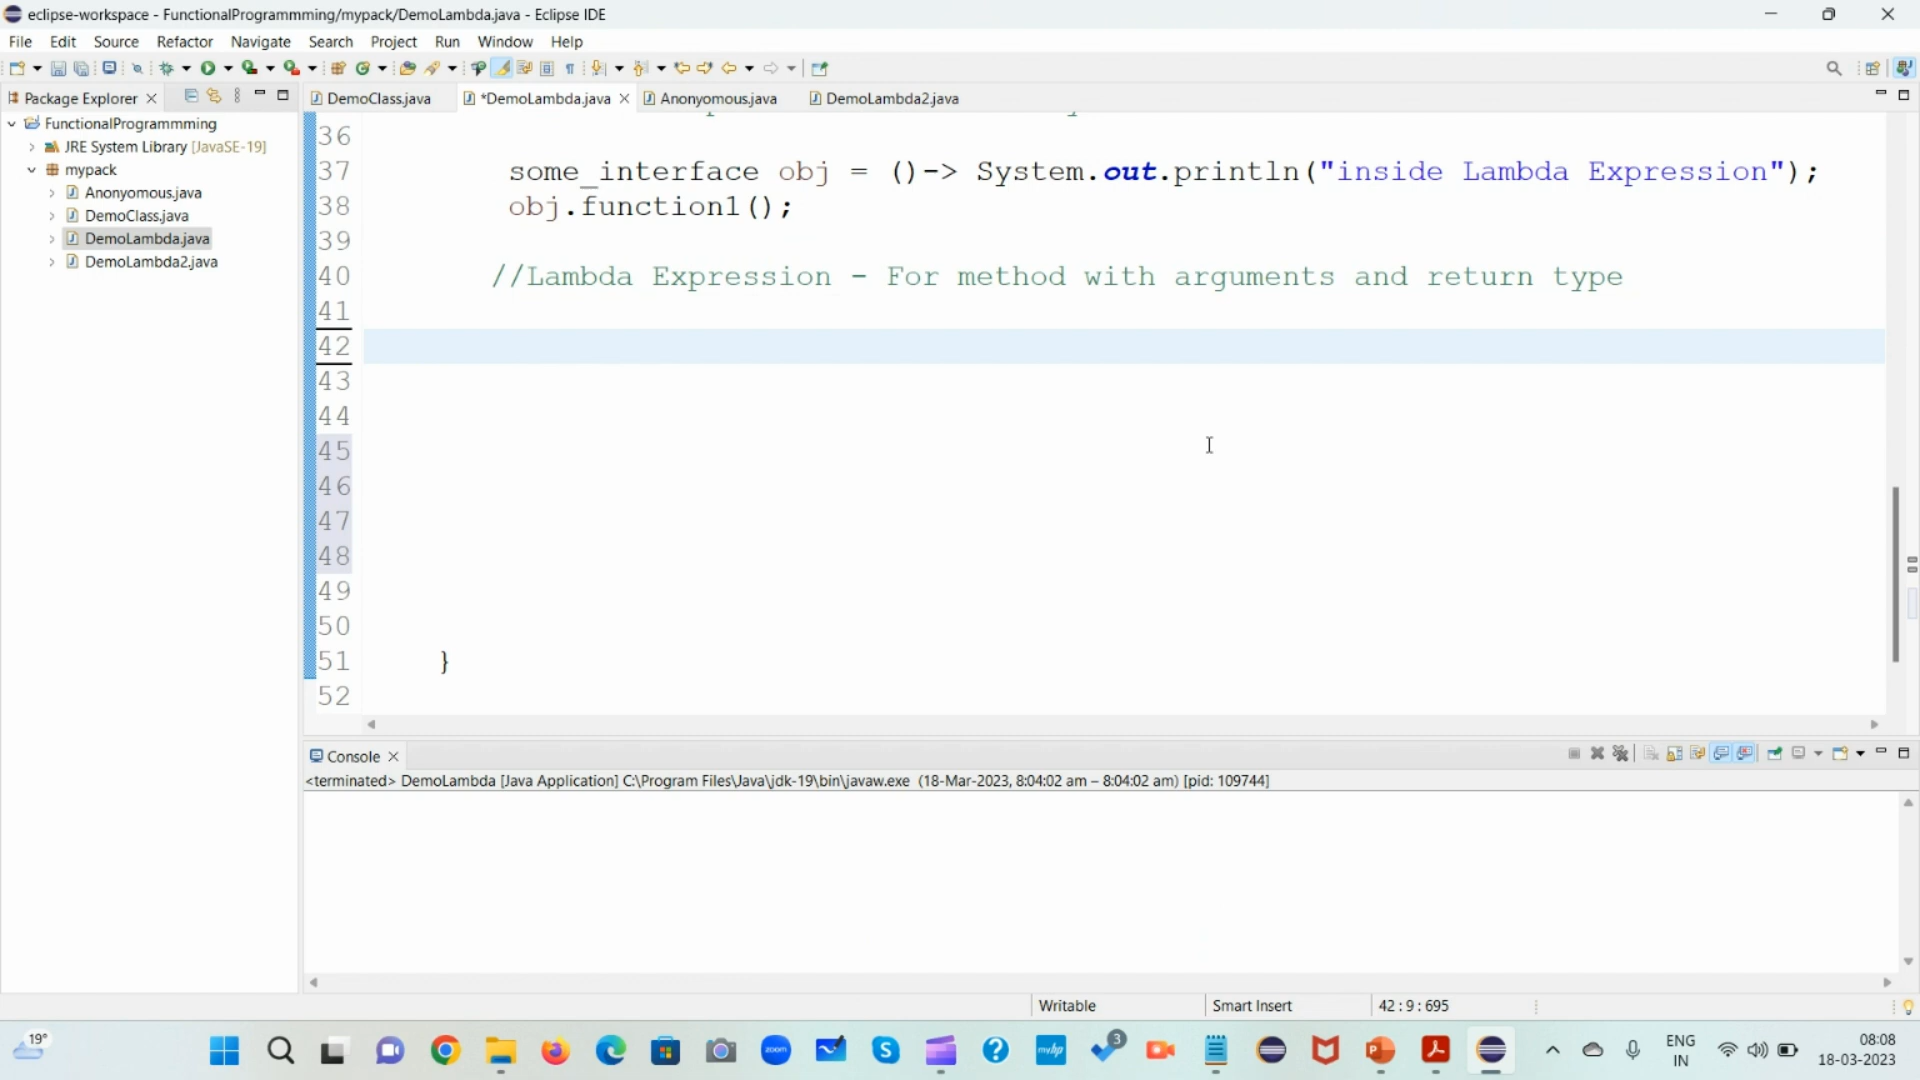 eclipse-workspace - FunctionalProgrammming/mypack/DemoLambda.java - Eclipse IDE
File Edit Source Refactor Navigate Search Project Run Window Help
Package Explorer
DemoClass.java *DemoLambda.java Anonyomous.java DemoLambda2.java
FunctionalProgrammming
JRE System Library [JavaSE-19]
mypack
Anonyomous.java
DemoClass.java
DemoLambda.java
DemoLambda2.java
36
37 some_interface obj = ()-> System.out.println("inside Lambda Expression");
38 obj.function1();
39
40 //Lambda Expression - For method with arguments and return type
41
42
43
44
45
46
47
48
49
50
51 }
52
Console
<terminated> DemoLambda [Java Application] C:\Program Files\Java\jdk-19\bin\javaw.exe (18-Mar-2023, 8:04:02 am – 8:04:02 am) [pid: 109744]
Writable Smart Insert 42 : 9 : 695
19°
zoom
myhp
3
ENG
IN
08:08
18-03-2023